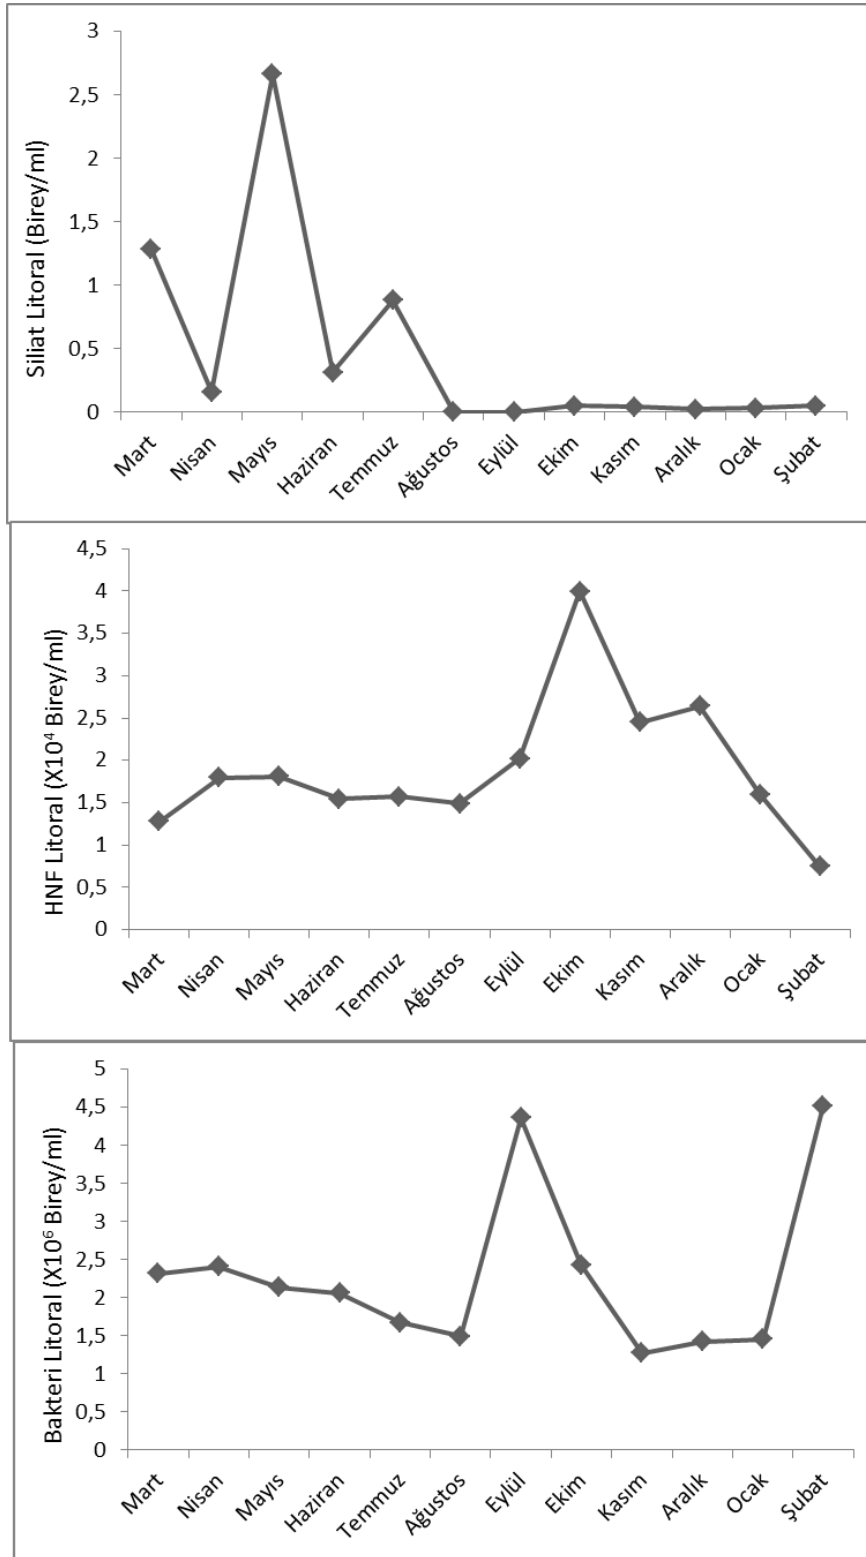 Siliat Litoral (Birey/ml)
3
2,5
2
1,5
1
0,5
0
Mart
Nisan
Mayıs
Haziran
Temmuz
Ağustos
Eylül
Ekim
Kasım
Aralık
Ocak
Şubat
HNF Litoral (X10⁴ Birey/ml)
4,5
4
3,5
3
2,5
2
1,5
1
0,5
0
Mart
Nisan
Mayıs
Haziran
Temmuz
Ağustos
Eylül
Ekim
Kasım
Aralık
Ocak
Şubat
Bakteri Litoral (X10⁶ Birey/ml)
5
4,5
4
3,5
3
2,5
2
1,5
1
0,5
0
Mart
Nisan
Mayıs
Haziran
Temmuz
Ağustos
Eylül
Ekim
Kasım
Aralık
Ocak
Şubat